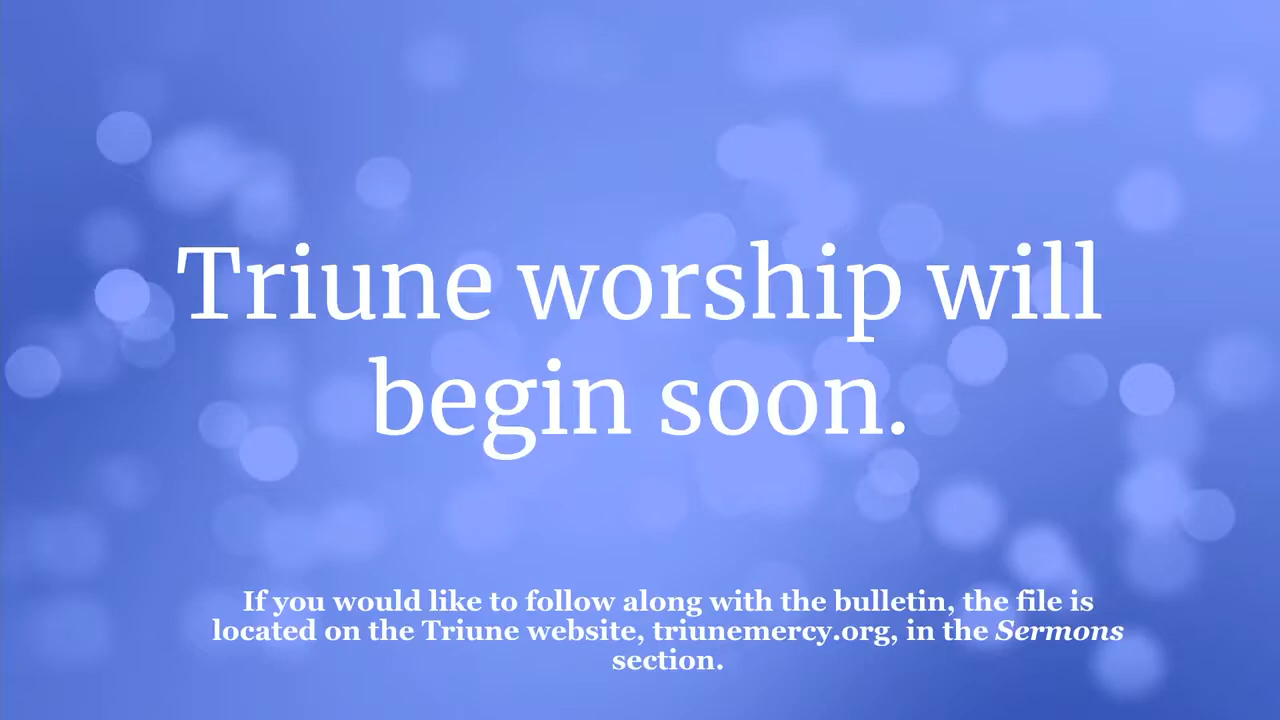 Triune worship will
begin soon.
If you would like to follow along with the bulletin, the file is
located on the Triune website, triunemercy.org, in the Sermons
section.